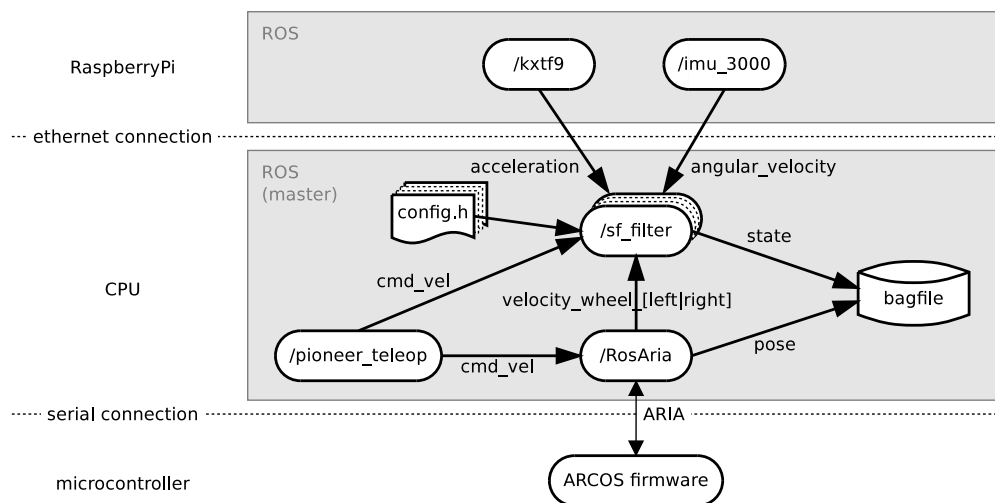 ROS
RaspberryPi
/kxtf9
/imu_3000
ethernet connection
ROS
(master)
acceleration
angular_velocity
config.h
/sf_filter
state
cmd_vel
CPU
velocity_wheel_[left|right]
bagfile
/pioneer_teleop
cmd_vel
/RosAria
pose
serial connection
ARIA
microcontroller
ARCOS firmware